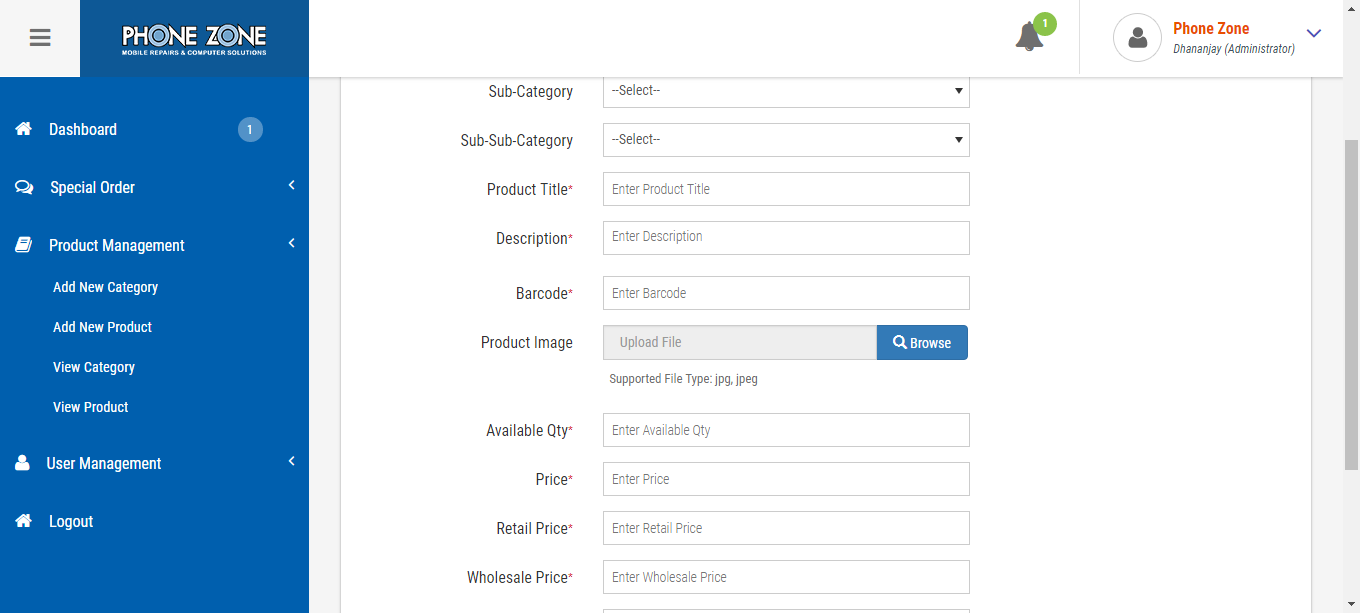 PHONE ZONE
MOBILE REPAIRS & COMPUTER SOLUTIONS
1
Phone Zone
Dhananjay (Administrator)
Dashboard
1
Special Order
Product Management
Add New Category
Add New Product
View Category
View Product
User Management
Logout
Sub-Category
--Select--
Sub-Sub-Category
--Select--
Product Title*
Enter Product Title
Description*
Enter Description
Barcode*
Enter Barcode
Product Image
Upload File
Browse
Supported File Type: jpg, jpeg
Available Qty*
Enter Available Qty
Price*
Enter Price
Retail Price*
Enter Retail Price
Wholesale Price*
Enter Wholesale Price